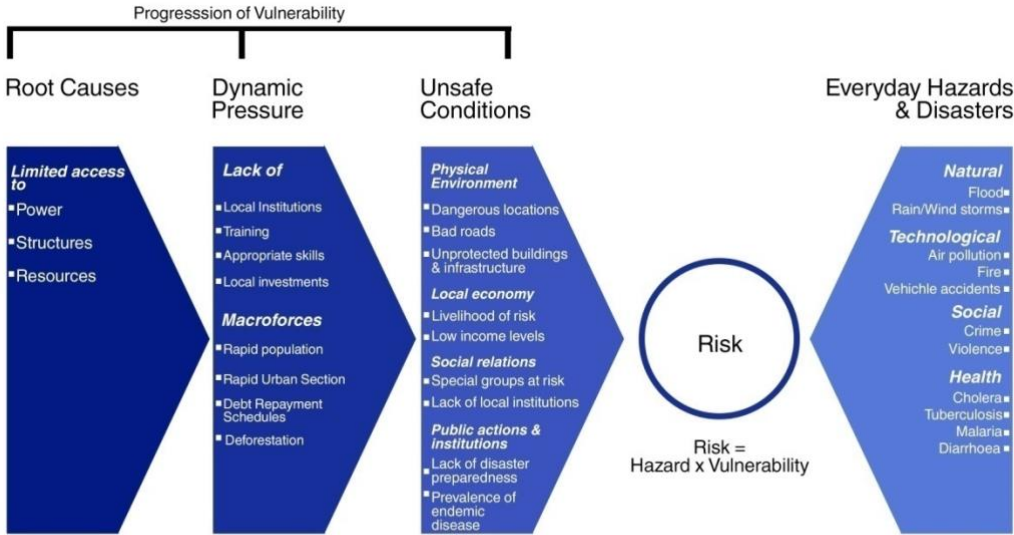 Progresssion of Vulnerability
Root Causes
Limited access
to
Power
Structures
Resources
Dynamic
Pressure
Lack of
Local Institutions
Training
Appropriate skills
Local investments
Macroforces
Rapid population
Rapid Urban Section
Debt Repayment
Schedules
Deforestation
Unsafe
Conditions
Physical
Environment
Dangerous locations
Bad roads
Unprotected buildings
& infrastructure
Local economy
Livelihood of risk
Low income levels
Social relations
Special groups at risk
Lack of local institutions
Public actions &
institutions
Lack of disaster
preparedness
Prevalence of
endemic
disease
Risk
Risk =
Hazard x Vulnerability
Everyday Hazards
& Disasters
Natural
Flood
Rain/Wind storms
Technological
Air pollution
Fire
Vehichle accidents
Social
Crime
Violence
Health
Cholera
Tuberculosis
Malaria
Diarrhoea